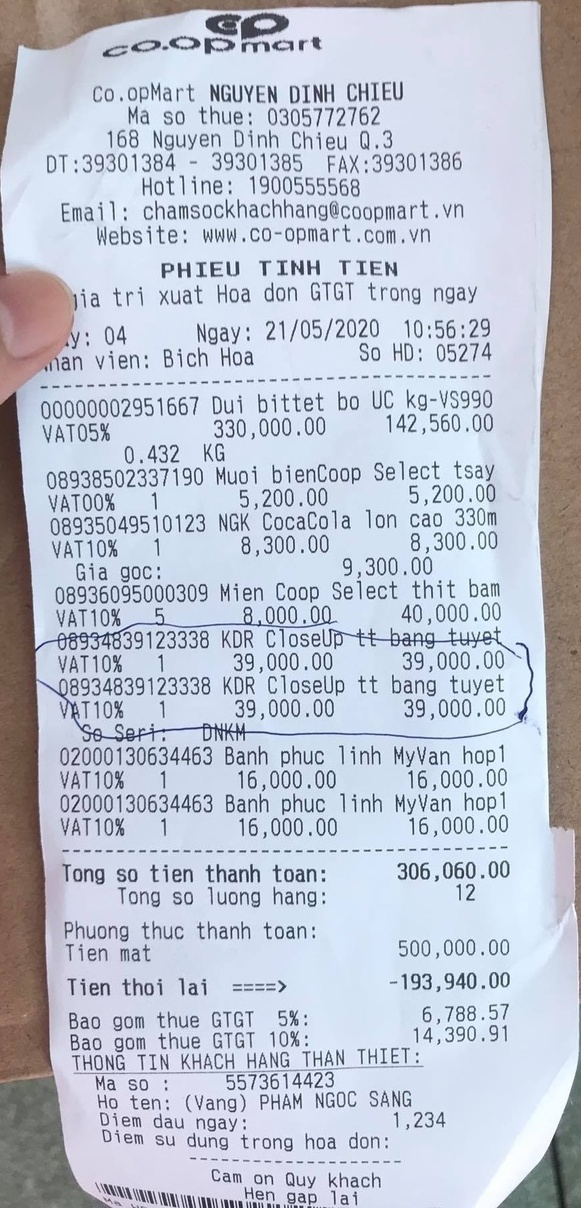 co.opmart
Co.opMart NGUYEN DINH CHIEU
Ma so thue: 0305772762
168 Nguyen Dinh Chieu Q.3
DT:39301384 - 39301385 FAX:39301386
Hotline: 1900555568
Email: chamsockhachhang@coopmart.vn
Website: www.co-opmart.com.vn
PHIEU TINH TIEN
gia tri xuat Hoa don GTGT trong ngay
y: 04 Ngay: 21/05/2020 10:56:29
han vien: Bich Hoa So HD: 05274
00000002951667 Dui bittet bo UC kg-VS990
VAT05% 330,000.00 142,560.00
0.432 KG
08938502337190 Muoi bienCoop Select tsay
VAT00% 1 5,200.00 5,200.00
08935049510123 NGK CocaCola lon cao 330m
VAT10% 1 8,300.00 8,300.00
Gia goc: 9,300.00
08936095000309 Mien Coop Select thit bam
VAT10% 5 8,000.00 40,000.00
08934839123338 KDR CloseUp tt bang tuyet
VAT10% 1 39,000.00 39,000.00
08934839123338 KDR CloseUp tt bang tuyet
VAT10% 1 39,000.00 39,000.00
So Seri: DNKM
02000130634463 Banh phuc linh MyVan hop1
VAT10% 1 16,000.00 16,000.00
02000130634463 Banh phuc linh MyVan hop1
VAT10% 1 16,000.00 16,000.00
Tong so tien thanh toan: 306,060.00
Tong so luong hang: 12
Phuong thuc thanh toan:
Tien mat 500,000.00
Tien thoi lai ====> -193,940.00
Bao gom thue GTGT 5%: 6,788.57
Bao gom thue GTGT 10%: 14,390.91
THONG TIN KHACH HANG THAN THIET:
Ma so : 5573614423
Ho ten: (Vang) PHAM NGOC SANG
Diem dau ngay: 1,234
Diem su dung trong hoa don:
Cam on Quy khach
Hen gap lai